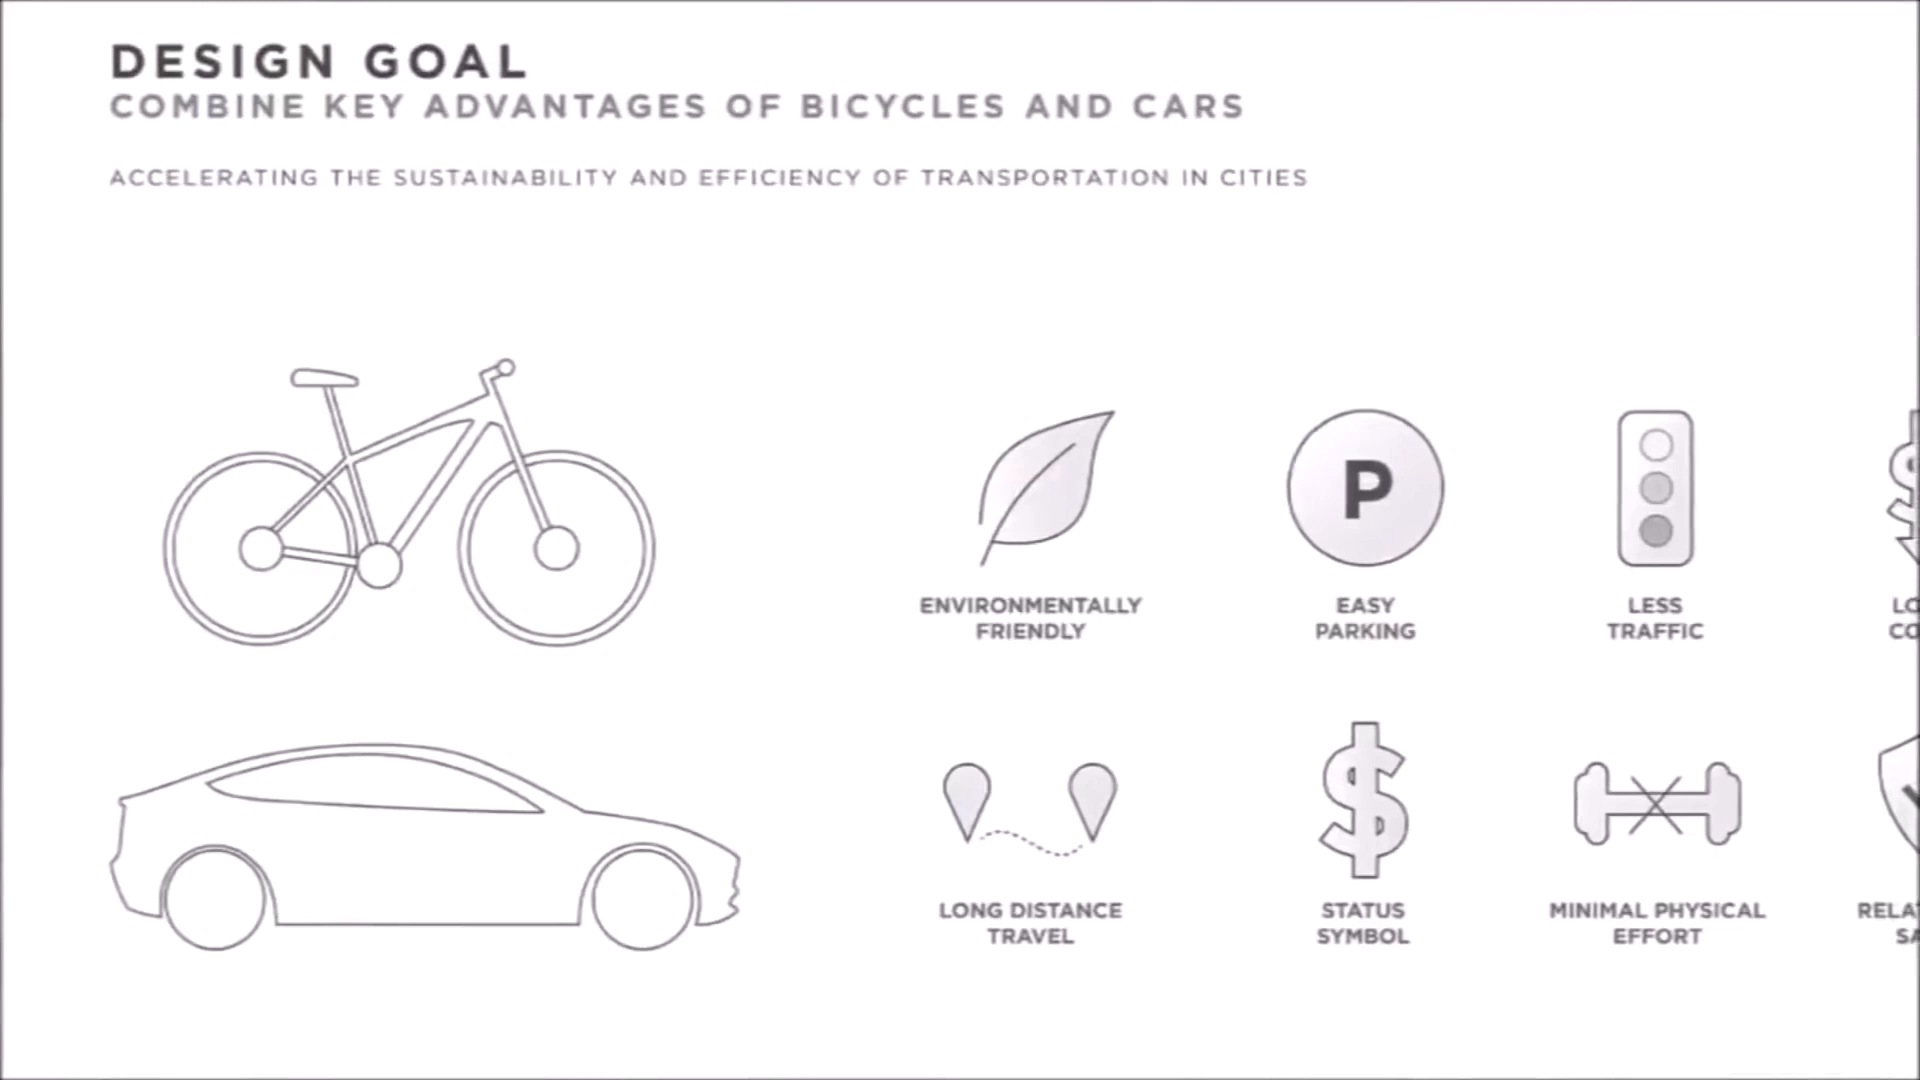 DESIGN GOAL
COMBINE KEY ADVANTAGES OF BICYCLES AND CARS
ACCELERATING THE SUSTAINABILITY AND EFFICIENCY OF TRANSPORTATION IN CITIES
P
ENVIRONMENTALLY
FRIENDLY
EASY
PARKING
LESS
TRAFFIC
$
LONG DISTANCE
TRAVEL
STATUS
SYMBOL
MINIMAL PHYSICAL
EFFORT